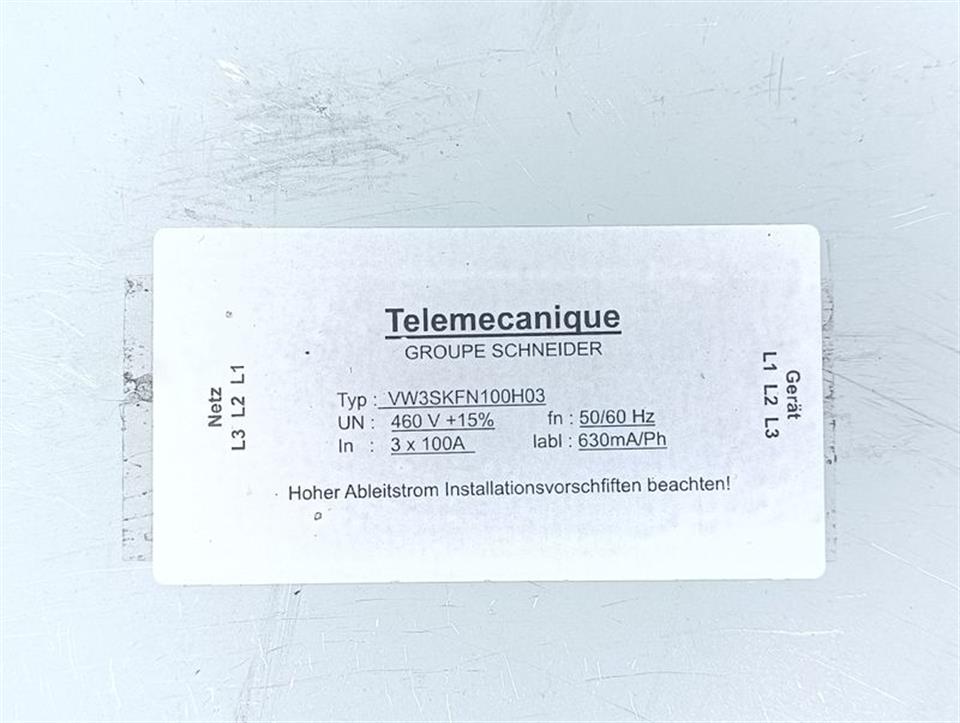 Telemecanique
GROUPE SCHNEIDER
Netz
L3 L2 L1
Typ : VW3SKFN100H03
UN : 460 V +15% fn : 50/60 Hz
In : 3 x 100A Iabl : 630mA/Ph
Gerät
L1 L2 L3
Hoher Ableitstrom Installationsvorschfiften beachten!